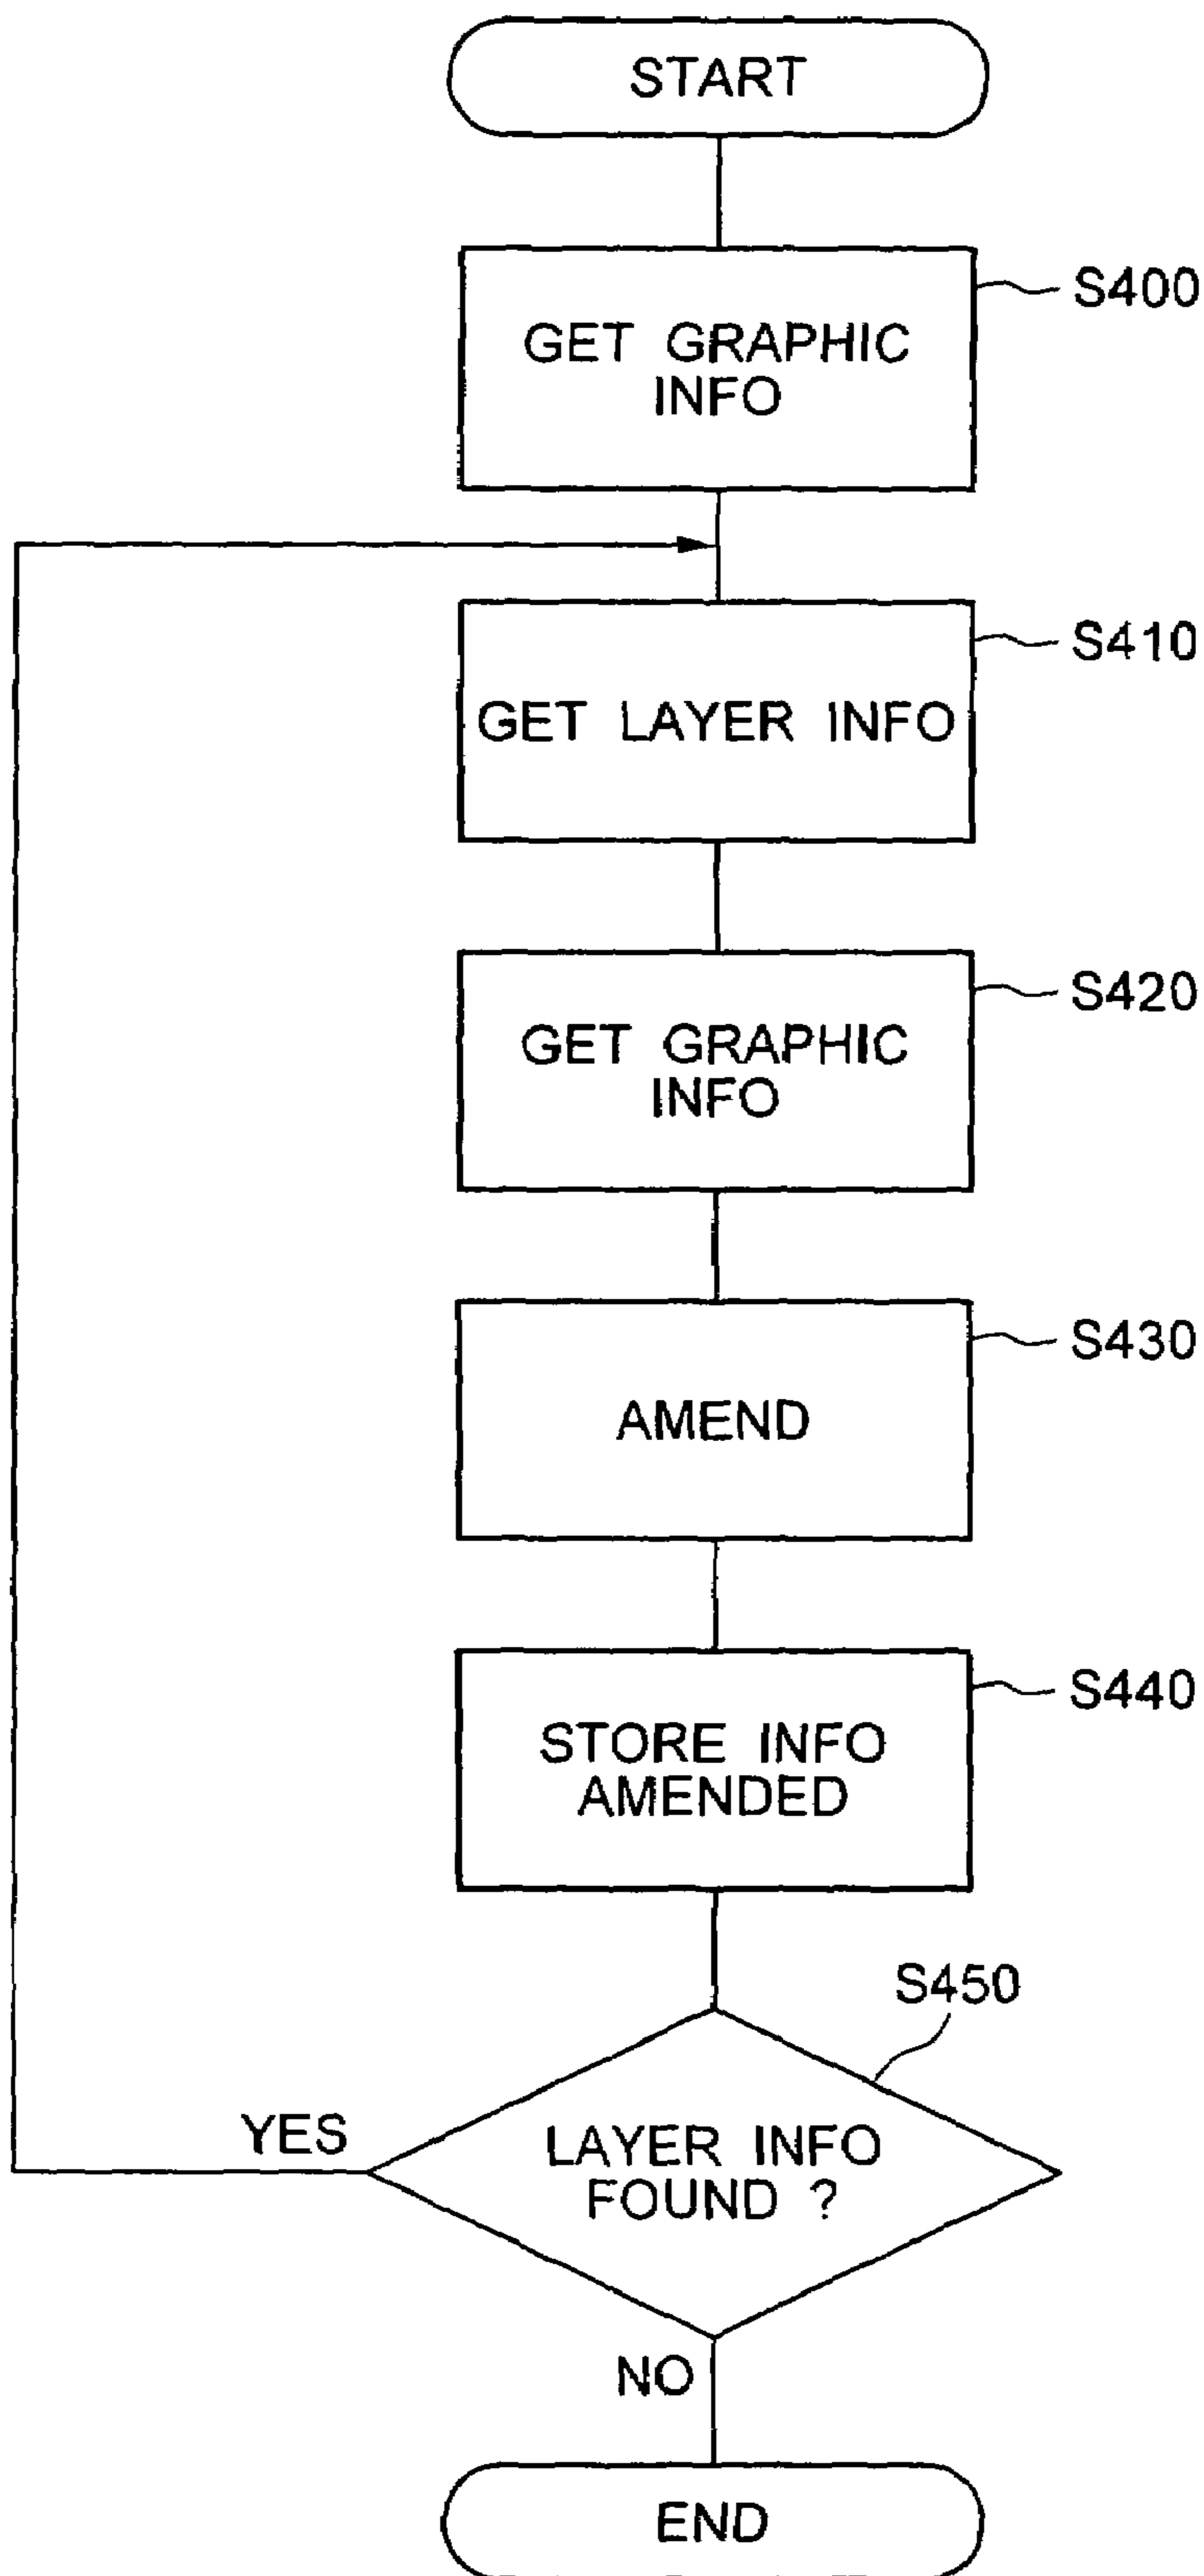 START
S400
GET GRAPHIC
INFO
S410
GET LAYER INFO
S420
GET GRAPHIC
INFO
S430
AMEND
S440
STORE INFO
AMENDED
S450
YES
LAYER INFO
FOUND ?
NO
END